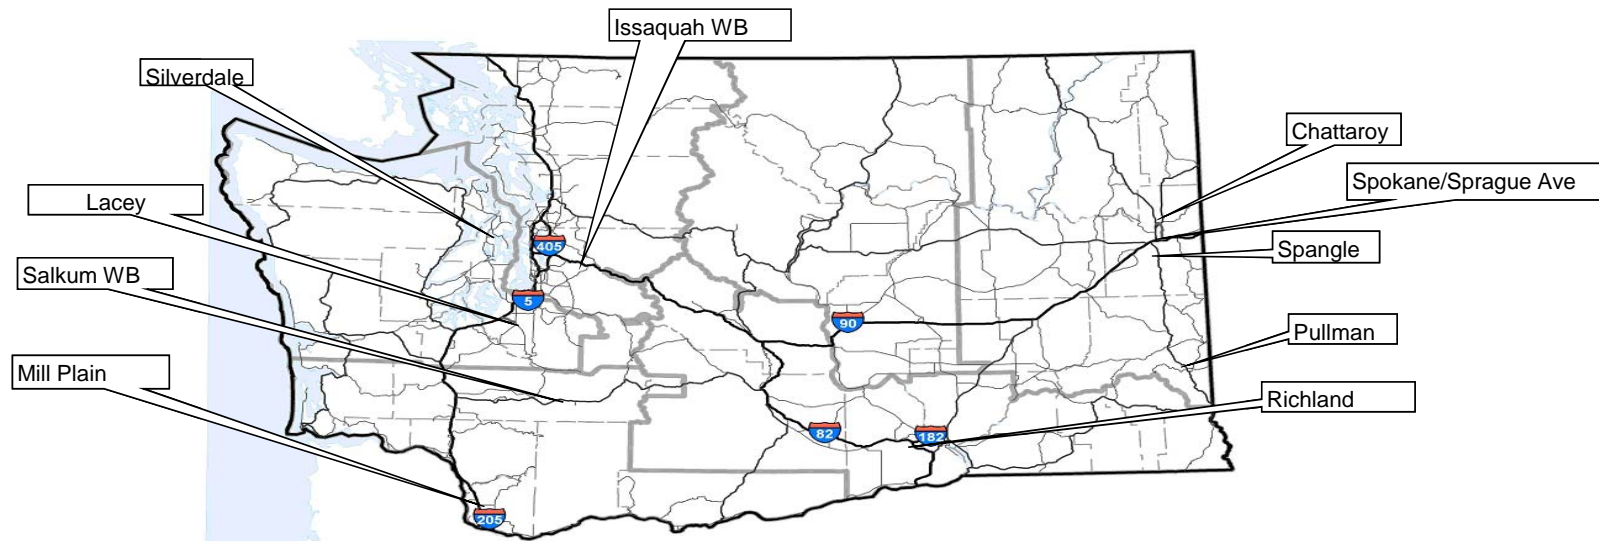 Issaquah WB
Silverdale
Chattaroy
Spokane/Sprague Ave
Lacey
405
Spangle
Salkum WB
5
90
Pullman
Mill Plain
Richland
82
182
205